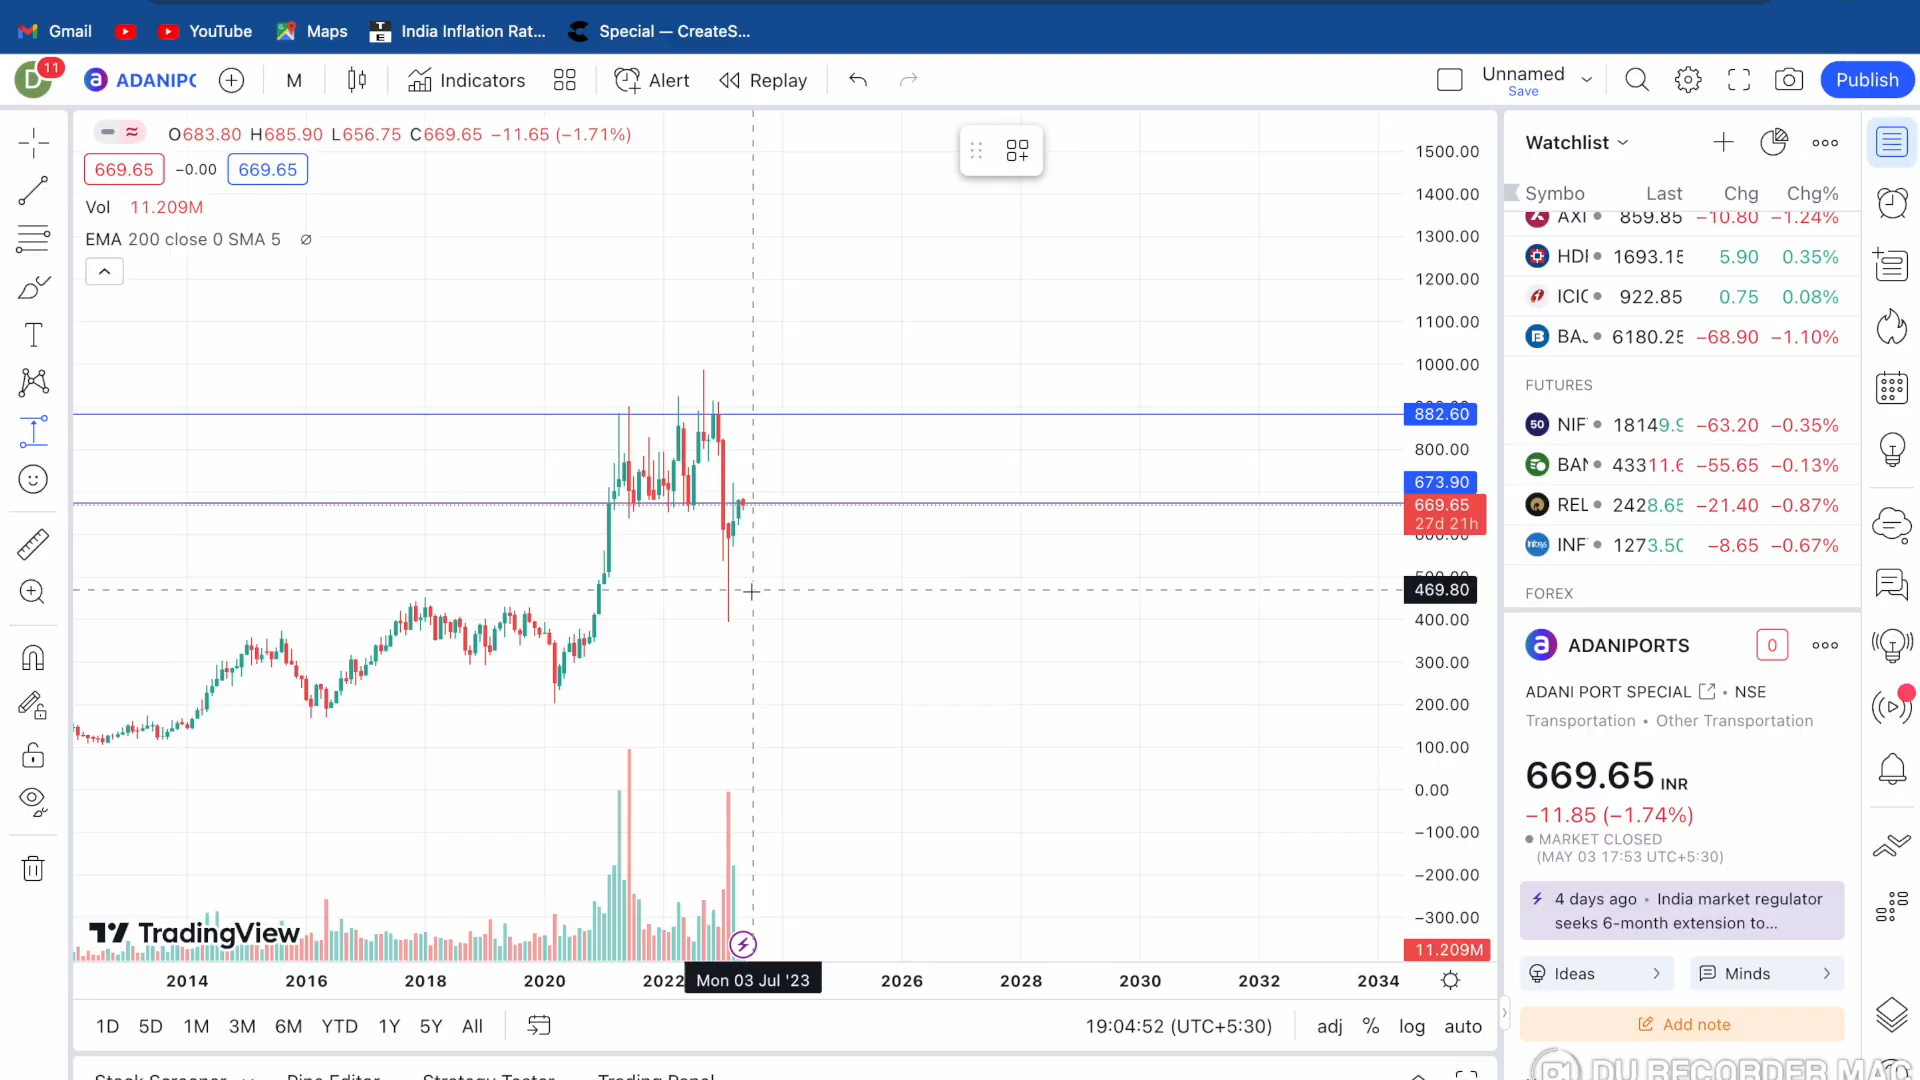 Gmail
YouTube
Maps
India Inflation Rat...
Special — CreateS...
D
11
ADANIPC
M
Indicators
Alert
Replay
Unnamed
Save
Publish
O683.80 H685.90 L656.75 C669.65 −11.65 (−1.71%)
669.65 −0.00 669.65
Vol 11.209M
EMA 200 close 0 SMA 5
1500.00
1400.00
1300.00
1200.00
1100.00
1000.00
882.60
800.00
673.90
669.65
27d 21h
469.80
400.00
300.00
200.00
100.00
0.00
−100.00
−200.00
−300.00
11.209M
TradingView
2014 2016 2018 2020 2022 Mon 03 Jul '23 2026 2028 2030 2032 2034
1D 5D 1M 3M 6M YTD 1Y 5Y All
19:04:52 (UTC+5:30) adj % log auto
Stock Screener Pine Editor Strategy Tester Trading Panel
Watchlist
Symbo Last Chg Chg%
AXI 859.85 −10.80 −1.24%
HDF 1693.15 5.90 0.35%
ICIC 922.85 0.75 0.08%
BAJ 6180.25 −68.90 −1.10%
FUTURES
50 NIF 18149.9 −63.20 −0.35%
BAN 43311.6 −55.65 −0.13%
REL 2428.65 −21.40 −0.87%
Infosys INF 1273.50 −8.65 −0.67%
FOREX
ADANIPORTS 0
ADANI PORT SPECIAL • NSE
Transportation • Other Transportation
669.65 INR
−11.85 (−1.74%)
MARKET CLOSED
(MAY 03 17:53 UTC+5:30)
4 days ago • India market regulator
seeks 6-month extension to...
Ideas
Minds
Add note
DU RECORDER MAC